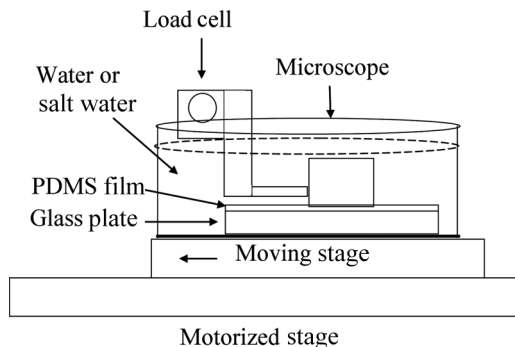 Load cell
Microscope
Water or
salt water
PDMS film
Glass plate
Moving stage
Motorized stage